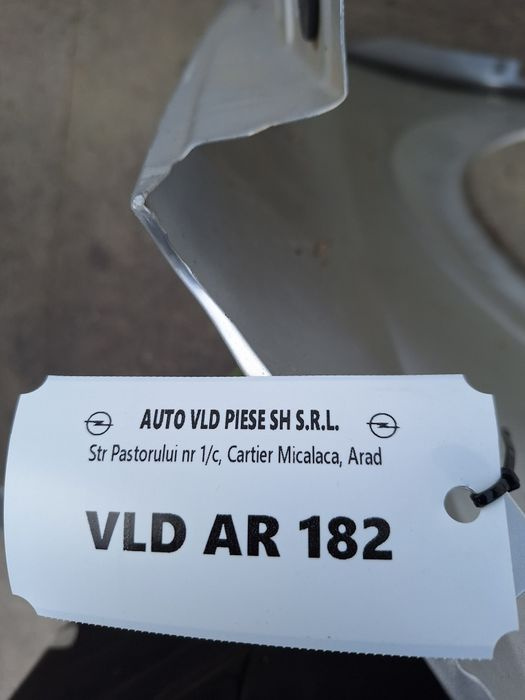 AUTO VLD PIESE SH S.R.L.
Str Pastorului nr 1/c, Cartier Micalaca, Arad
VLD AR 182